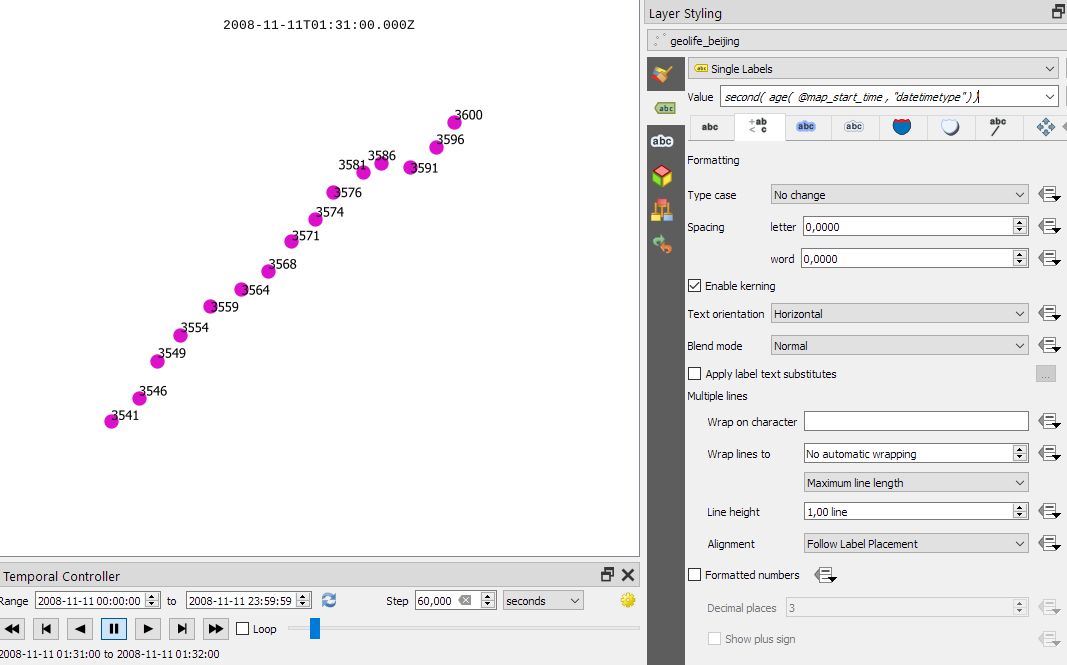 2008-11-11T01:31:00.000Z
3600
3596
3586
3581
3591
3576
3574
3571
3568
3564
3559
3554
3549
3546
3541
Layer Styling
geolife_beijing
abc Single Labels
Value second( age( @map_start_time , "datetimetype" ) )
abc
abc +ab < c abc abc abc
abc
Formatting
Type case No change
Spacing letter 0,0000
word 0,0000
Enable kerning
Text orientation Horizontal
Blend mode Normal
Apply label text substitutes ...
Multiple lines
Wrap on character
Wrap lines to No automatic wrapping
Maximum line length
Line height 1,00 line
Alignment Follow Label Placement
Formatted numbers
Decimal places 3
Show plus sign
Temporal Controller
Range 2008-11-11 00:00:00 to 2008-11-11 23:59:59 Step 60,000 seconds
Loop
2008-11-11 01:31:00 to 2008-11-11 01:32:00